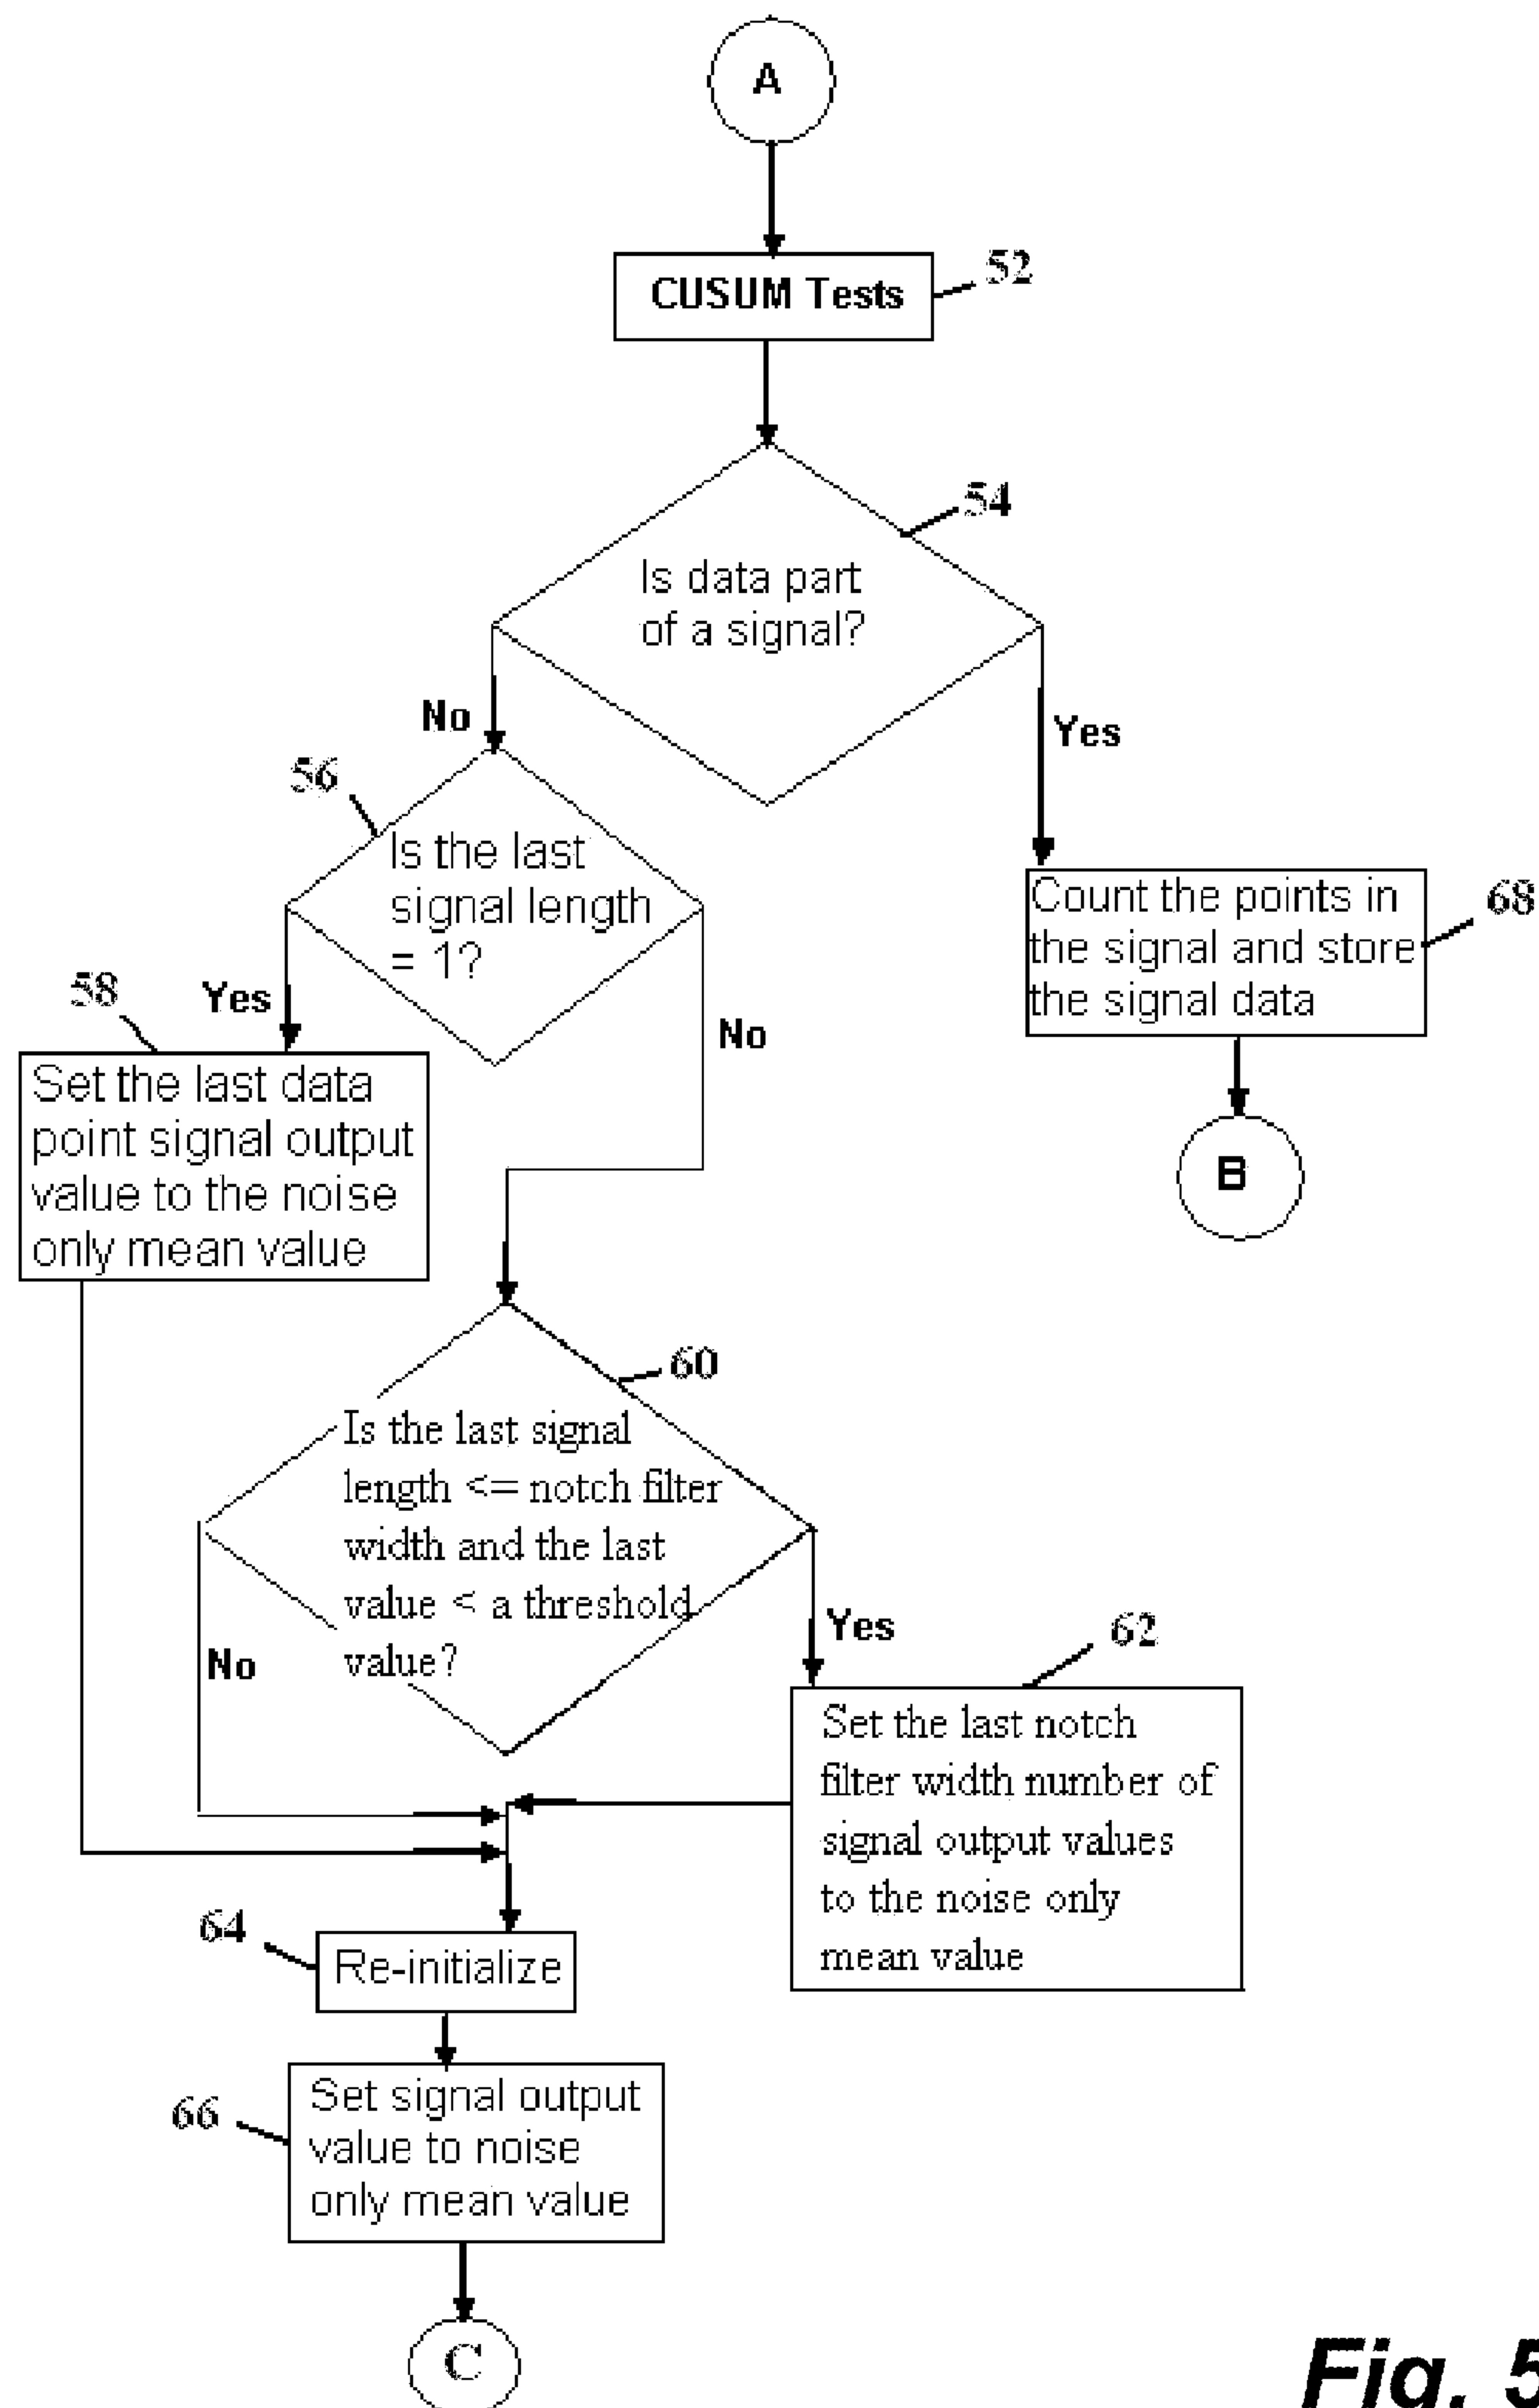 A
CUSUM Tests
52
54
Is data part
of a signal?
No
Yes
56
Is the last
signal length
= 1?
68
Count the points in
the signal and store
the signal data
58
Yes
No
Set the last data
point signal output
value to the noise
only mean value
B
60
Is the last signal
length <= notch filter
width and the last
value < a threshold
value?
No
Yes
62
Set the last notch
filter width number of
signal output values
to the noise only
mean value
64
Re-initialize
66
Set signal output
value to noise
only mean value
C
Fig. 5